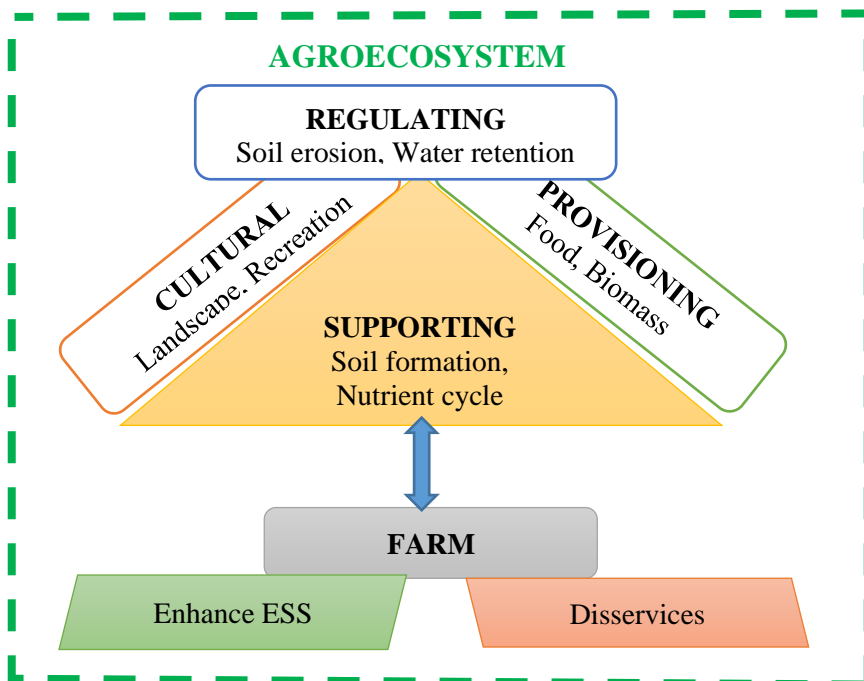 AGROECOSYSTEM
REGULATING
Soil erosion, Water retention
CULTURAL
Landscape, Recreation
PROVISIONING
Food, Biomass
SUPPORTING
Soil formation,
Nutrient cycle
FARM
Enhance ESS
Disservices